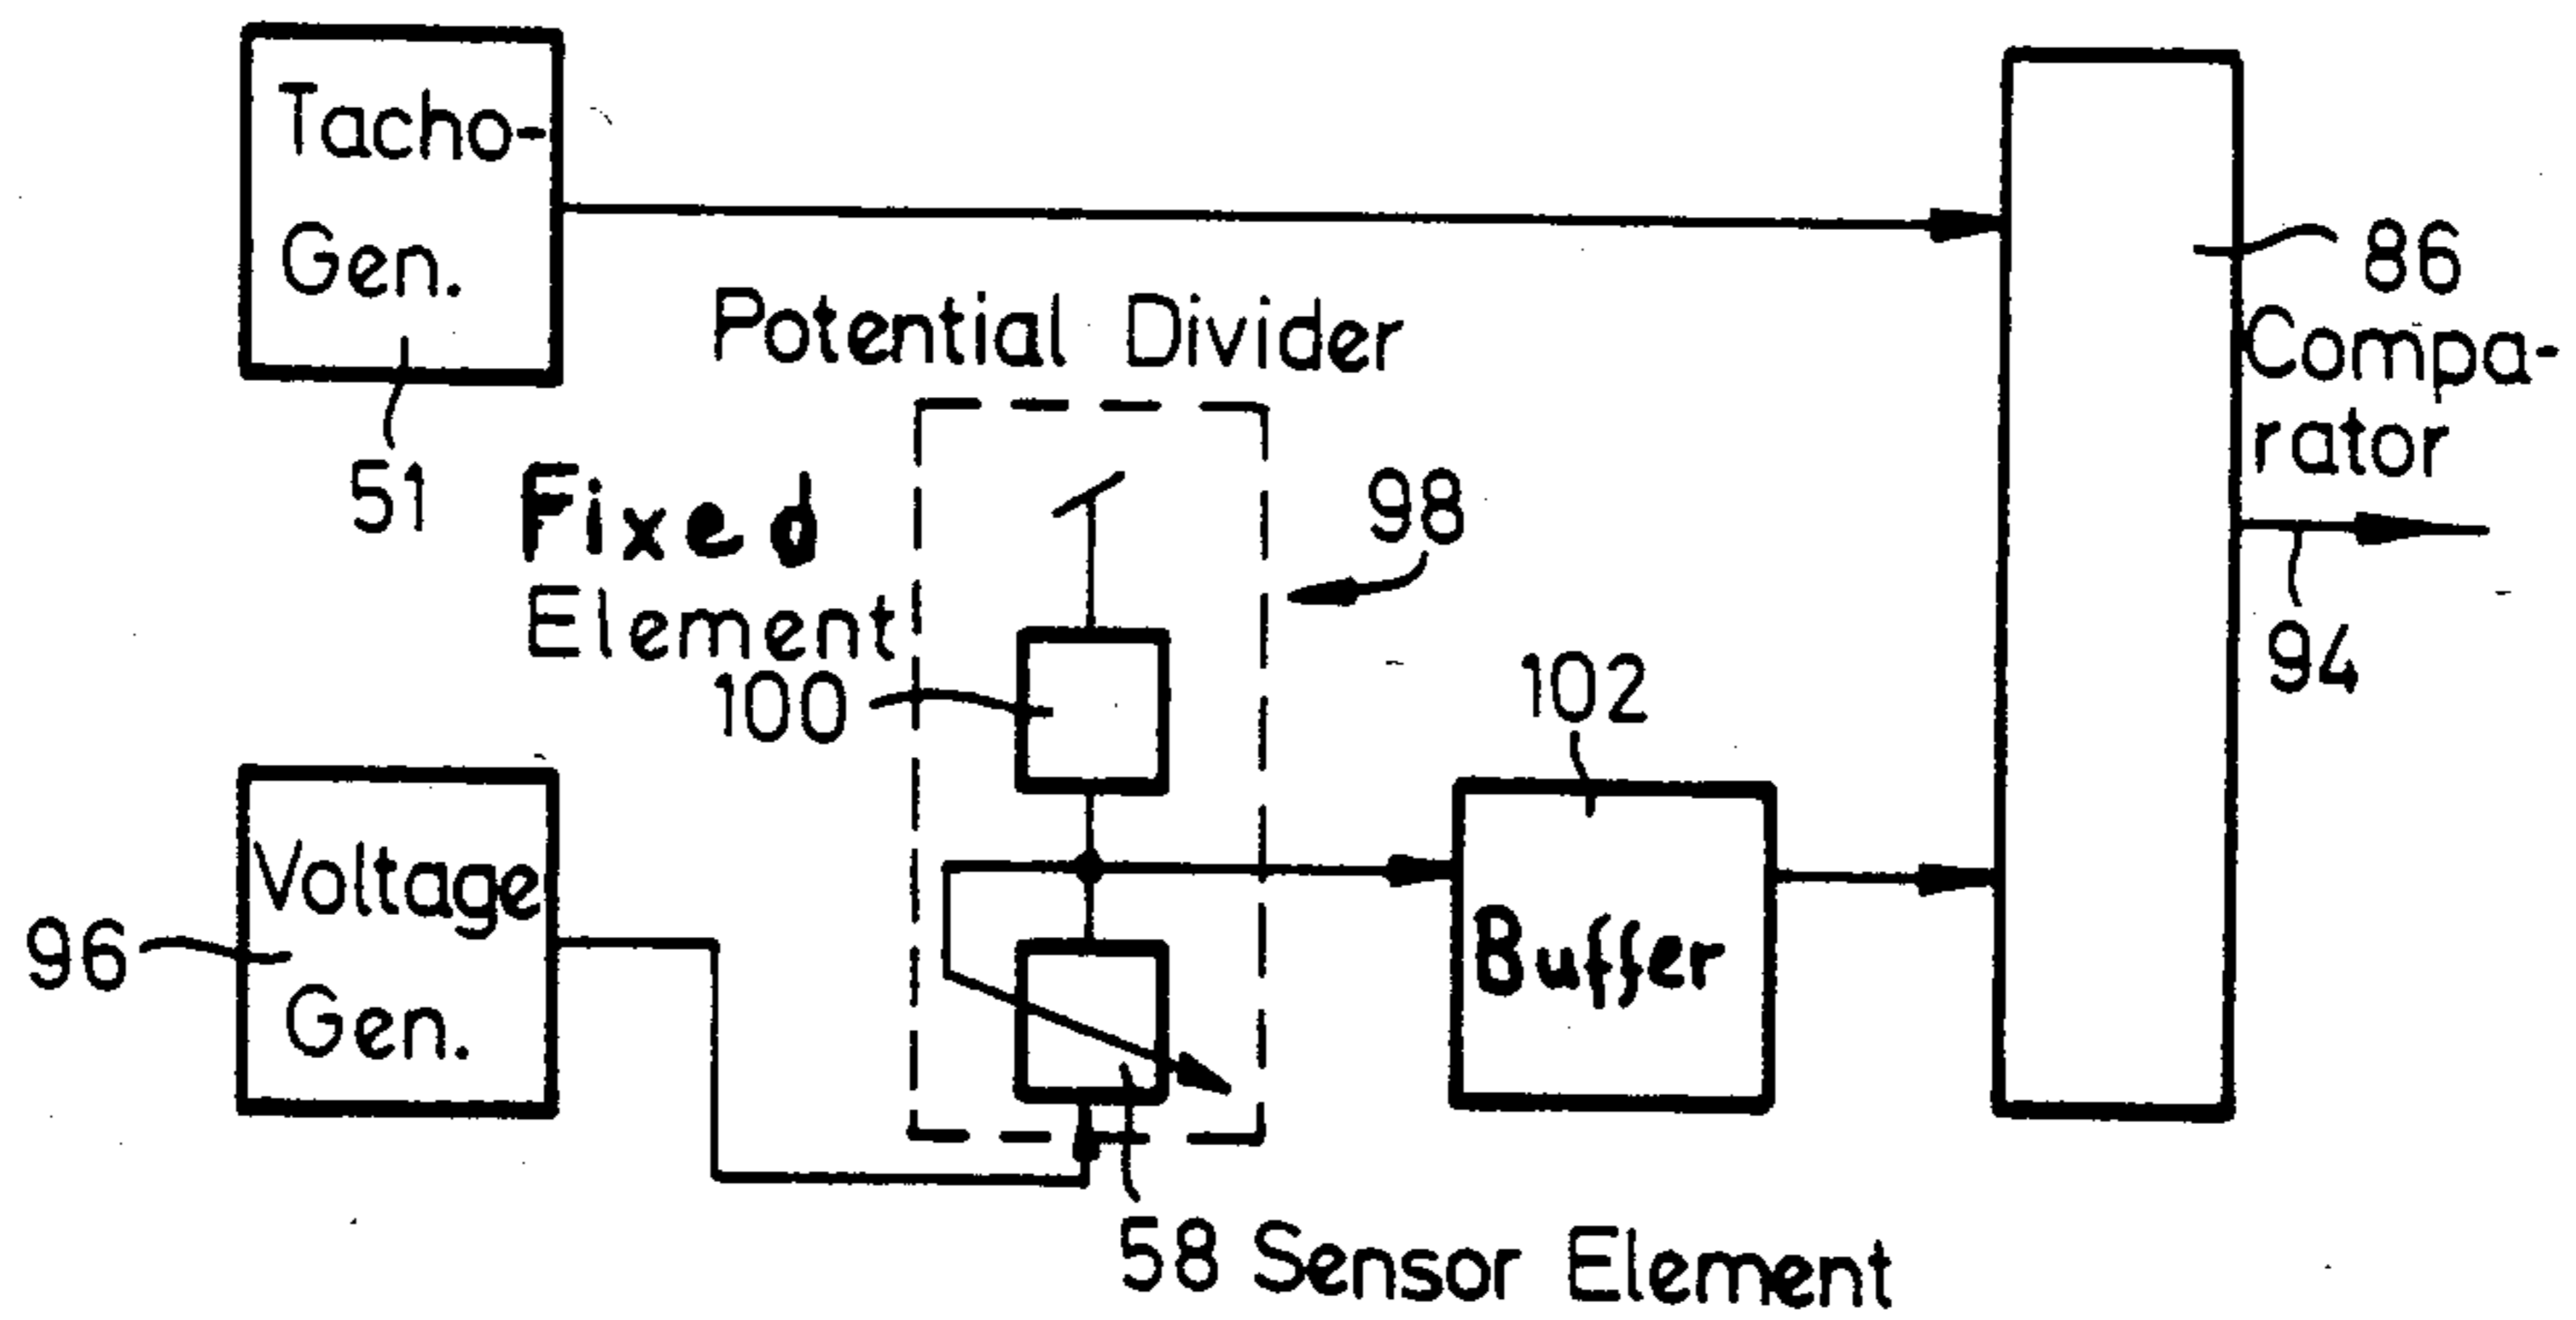 Tacho-
Gen.
51
Potential Divider
86
Compa-
rator
94
98
Fixed
Element
100
102
Buffer
Voltage
Gen.
96
58 Sensor Element